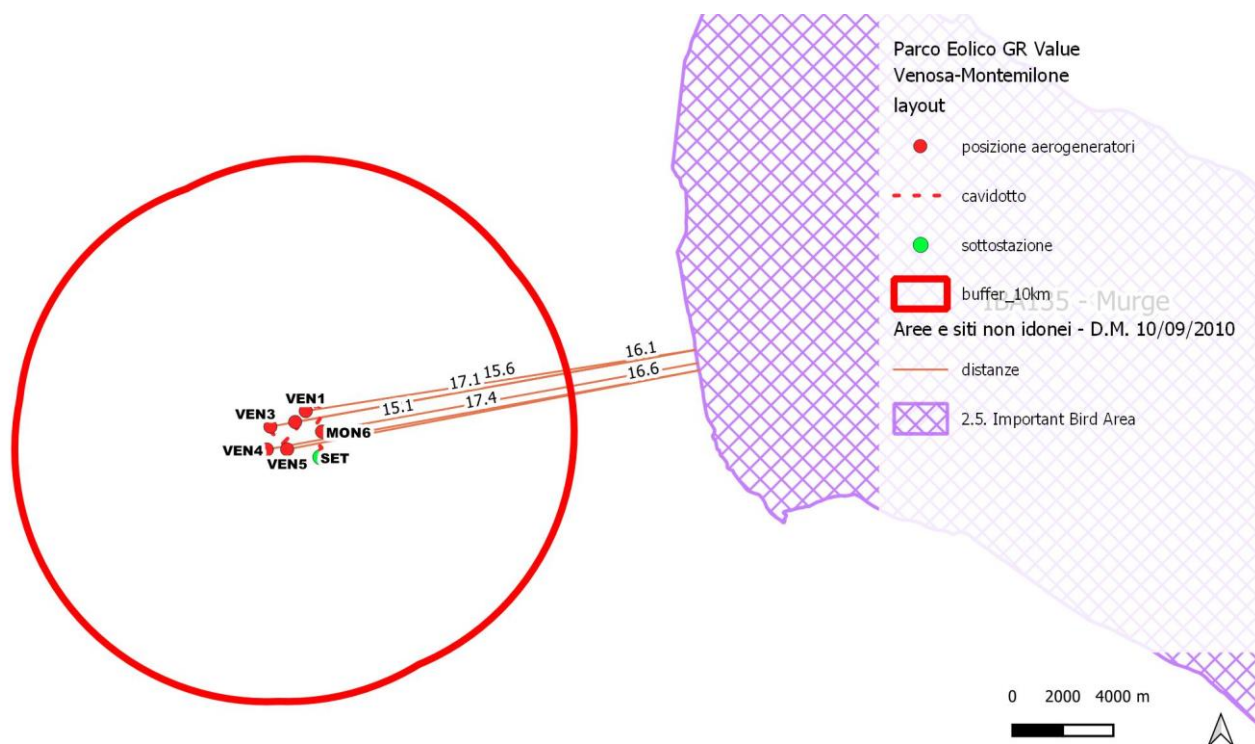 Parco Eolico GR Value
Venosa-Montemilone
layout
posizione aerogeneratori
cavidotto
sottostazione
buffer_10km
IBA135 - Murge
Aree e siti non idonei - D.M. 10/09/2010
distanze
2.5. Important Bird Area
16.1
15.6
17.1
16.6
15.1
17.4
VEN1
VEN3
MON6
VEN4
VEN5
SET
0 2000 4000 m